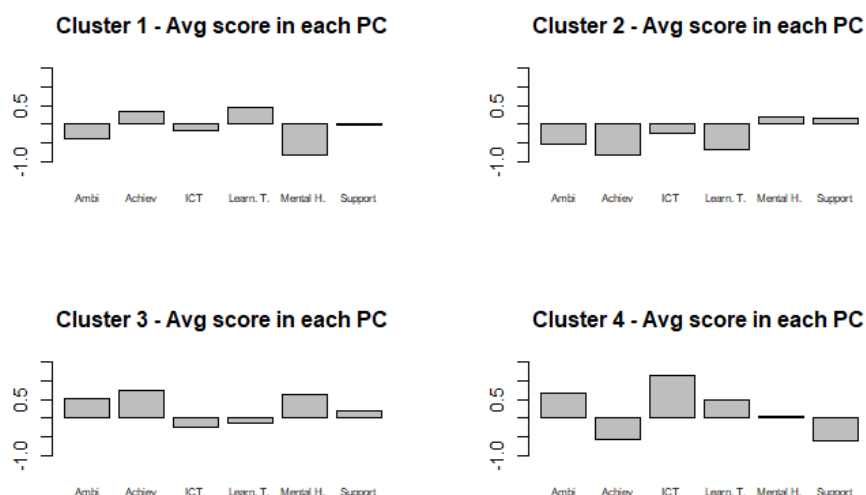 Cluster 1 - Avg score in each PC
0.5
-1.0
Ambi Achiev ICT Learn. T. Mental H. Support
Cluster 2 - Avg score in each PC
0.5
-1.0
Ambi Achiev ICT Learn. T. Mental H. Support
Cluster 3 - Avg score in each PC
0.5
-1.0
Ambi Achiev ICT Learn. T. Mental H. Support
Cluster 4 - Avg score in each PC
0.5
-1.0
Ambi Achiev ICT Learn. T. Mental H. Support